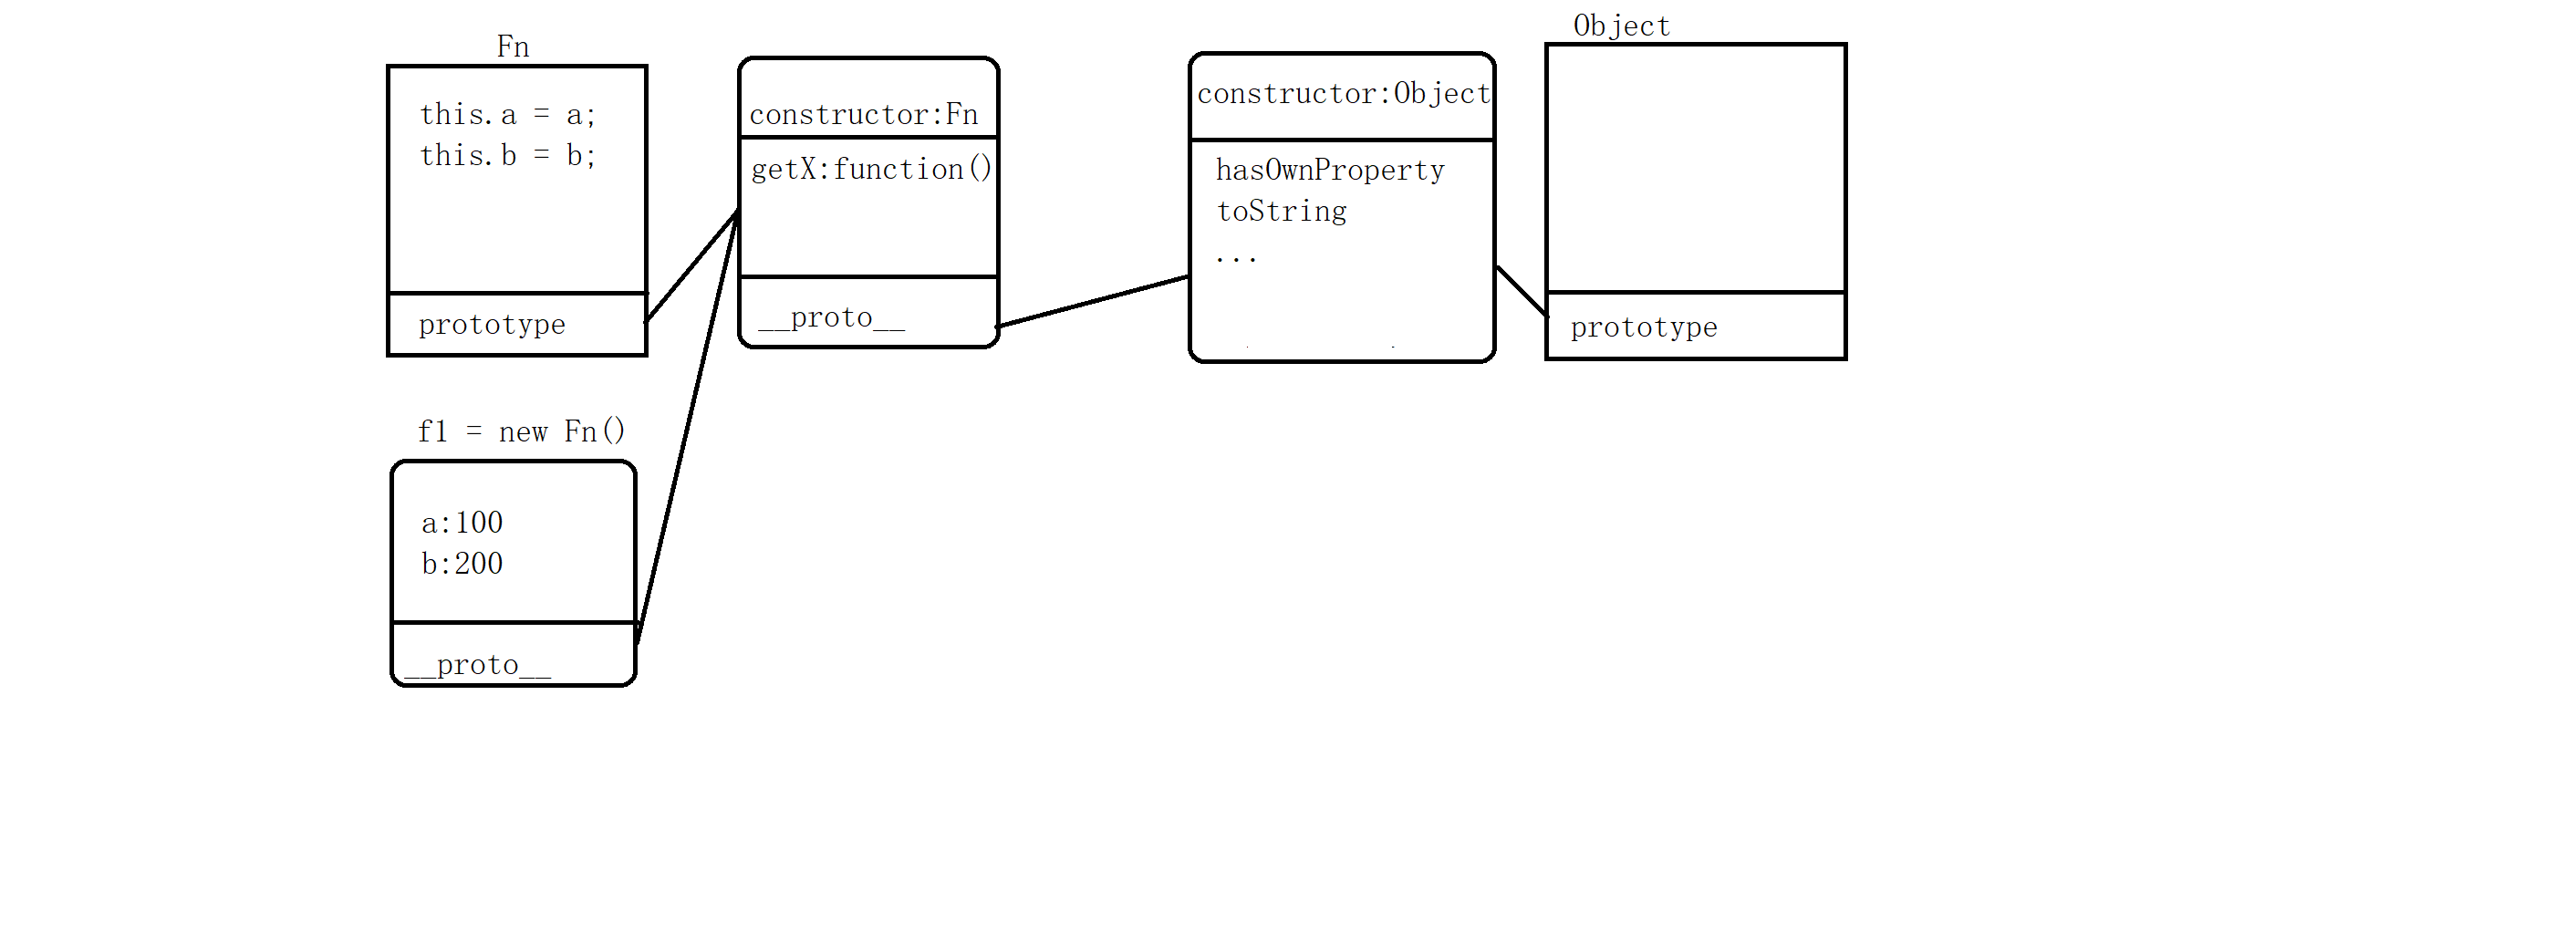 Fn
this.a = a;
this.b = b;
prototype
constructor:Fn
getX:function()
__proto__
constructor:Object
hasOwnProperty
toString
...
Object
prototype
f1 = new Fn()
a:100
b:200
__proto__